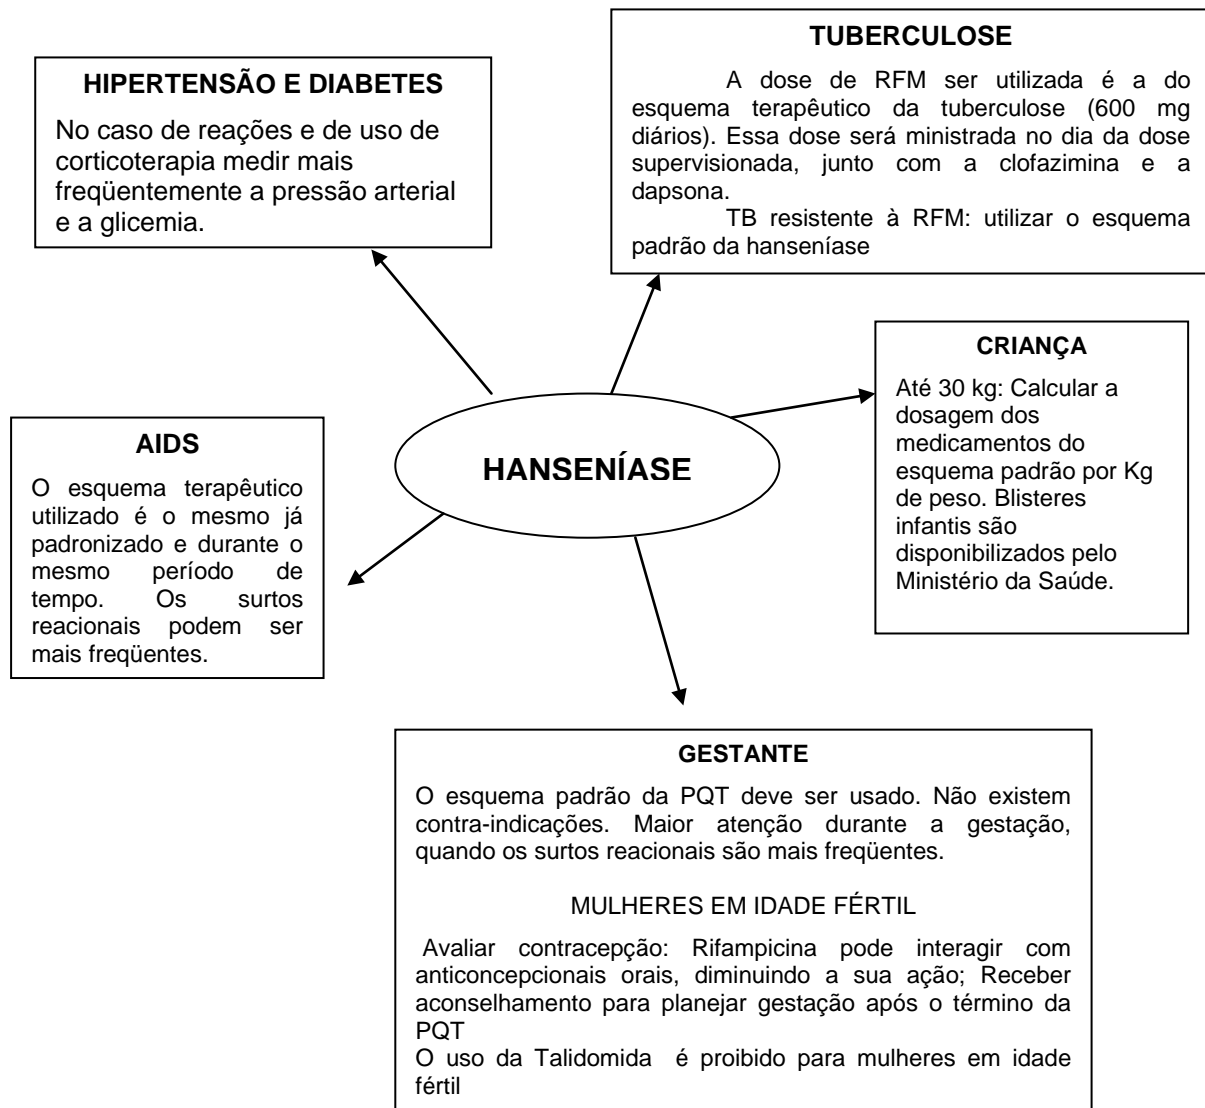 TUBERCULOSE
A dose de RFM ser utilizada é a do
esquema terapêutico da tuberculose (600 mg
diários). Essa dose será ministrada no dia da dose
supervisionada, junto com a clofazimina e a
dapsona.
TB resistente à RFM: utilizar o esquema
padrão da hanseníase
HIPERTENSÃO E DIABETES
No caso de reações e de uso de
corticoterapia medir mais
freqüentemente a pressão arterial
e a glicemia.
CRIANÇA
Até 30 kg: Calcular a
dosagem dos
medicamentos do
esquema padrão por Kg
de peso. Blisteres
infantis são
disponibilizados pelo
Ministério da Saúde.
HANSENÍASE
AIDS
O esquema terapêutico
utilizado é o mesmo já
padronizado e durante o
mesmo período de
tempo. Os surtos
reacionais podem ser
mais freqüentes.
GESTANTE
O esquema padrão da PQT deve ser usado. Não existem
contra-indicações. Maior atenção durante a gestação,
quando os surtos reacionais são mais freqüentes.
MULHERES EM IDADE FÉRTIL
Avaliar contracepção: Rifampicina pode interagir com
anticoncepcionais orais, diminuindo a sua ação; Receber
aconselhamento para planejar gestação após o término da
PQT
O uso da Talidomida é proibido para mulheres em idade
fértil